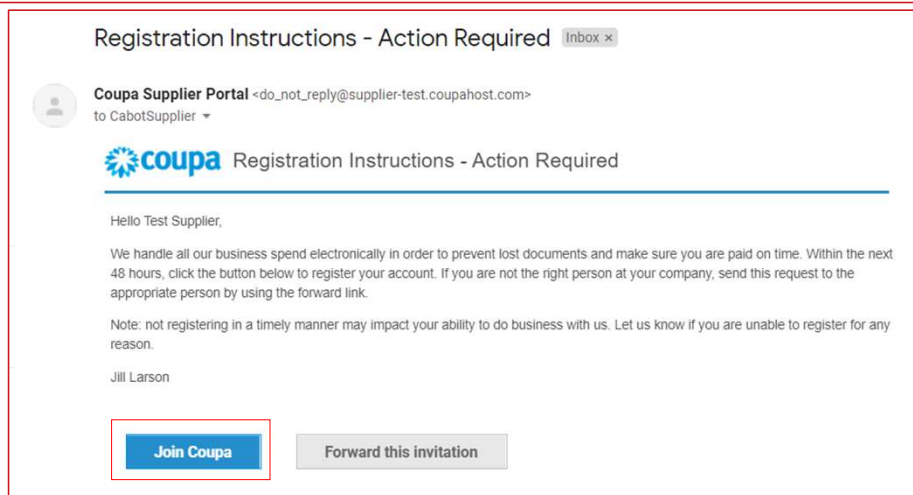 Registration Instructions - Action Required Inbox ×
Coupa Supplier Portal <do_not_reply@supplier-test.coupahost.com>
to CabotSupplier
coupa Registration Instructions - Action Required
Hello Test Supplier,
We handle all our business spend electronically in order to prevent lost documents and make sure you are paid on time. Within the next
48 hours, click the button below to register your account. If you are not the right person at your company, send this request to the
appropriate person by using the forward link.
Note: not registering in a timely manner may impact your ability to do business with us. Let us know if you are unable to register for any
reason.
Jill Larson
Join Coupa Forward this invitation